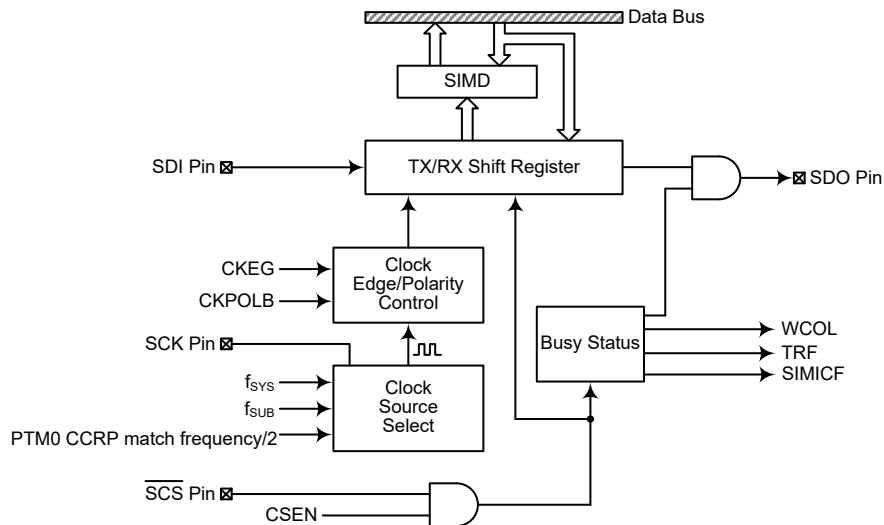 Data Bus
SIMD
SDI Pin
TX/RX Shift Register
SDO Pin
CKEG
CKPOLB
Clock
Edge/Polarity
Control
SCK Pin
Busy Status
WCOL
TRF
SIMICF
fSYS
fSUB
PTM0 CCRP match frequency/2
Clock
Source
Select
SCS Pin
CSEN